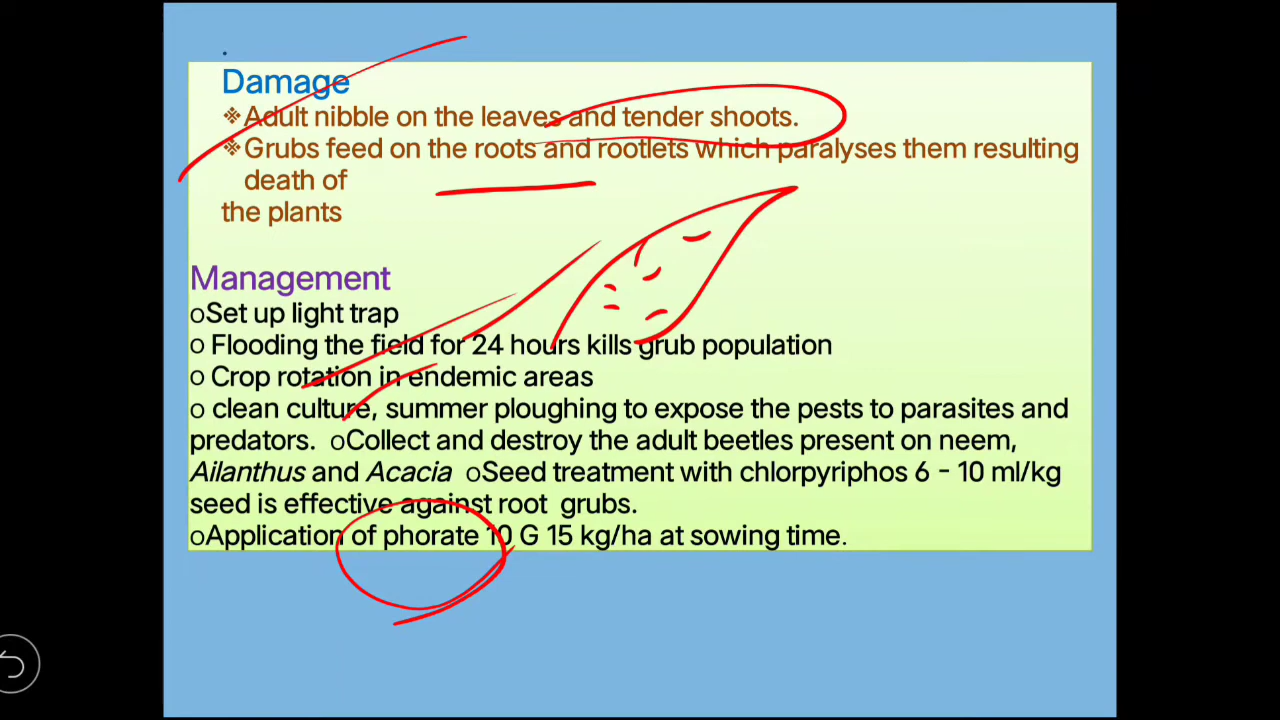 Damage
❖Adult nibble on the leaves and tender shoots.
❖Grubs feed on the roots and rootlets which paralyses them resulting
death of
the plants
Management
oSet up light trap
o Flooding the field for 24 hours kills grub population
o Crop rotation in endemic areas
o clean culture, summer ploughing to expose the pests to parasites and
predators. oCollect and destroy the adult beetles present on neem,
Ailanthus and Acacia oSeed treatment with chlorpyriphos 6 - 10 ml/kg
seed is effective against root grubs.
oApplication of phorate 10 G 15 kg/ha at sowing time.